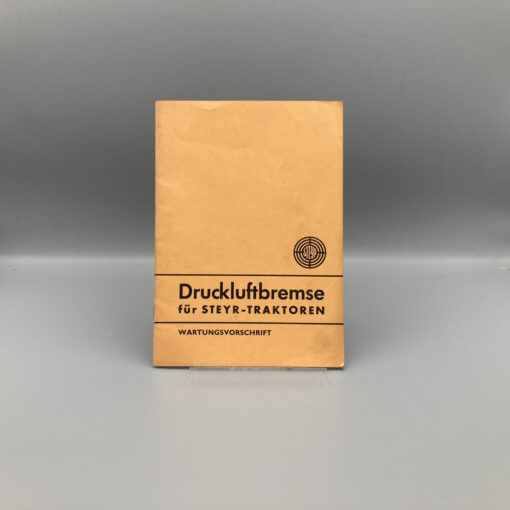 Druckluftbremse
für STEYR-TRAKTOREN
WARTUNGSVORSCHRIFT